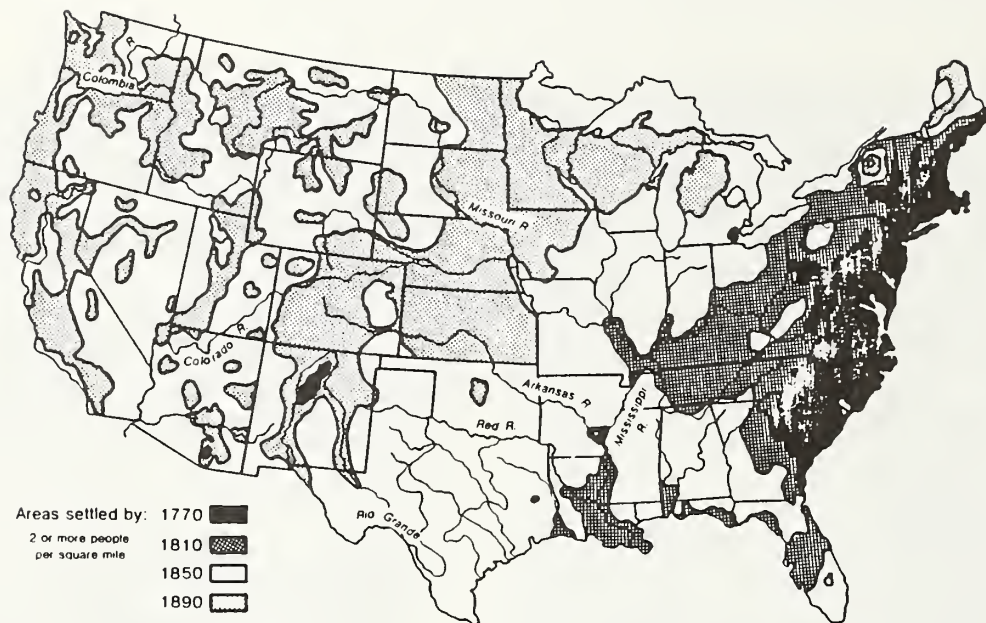 Colombia
R.
Missouri
R.
Colorado
R.
Arkansas R.
Mississippi
R.
Red R.
Rio Grande
Areas settled by: 1770
2 or more people
per square mile
1810
1850
1890